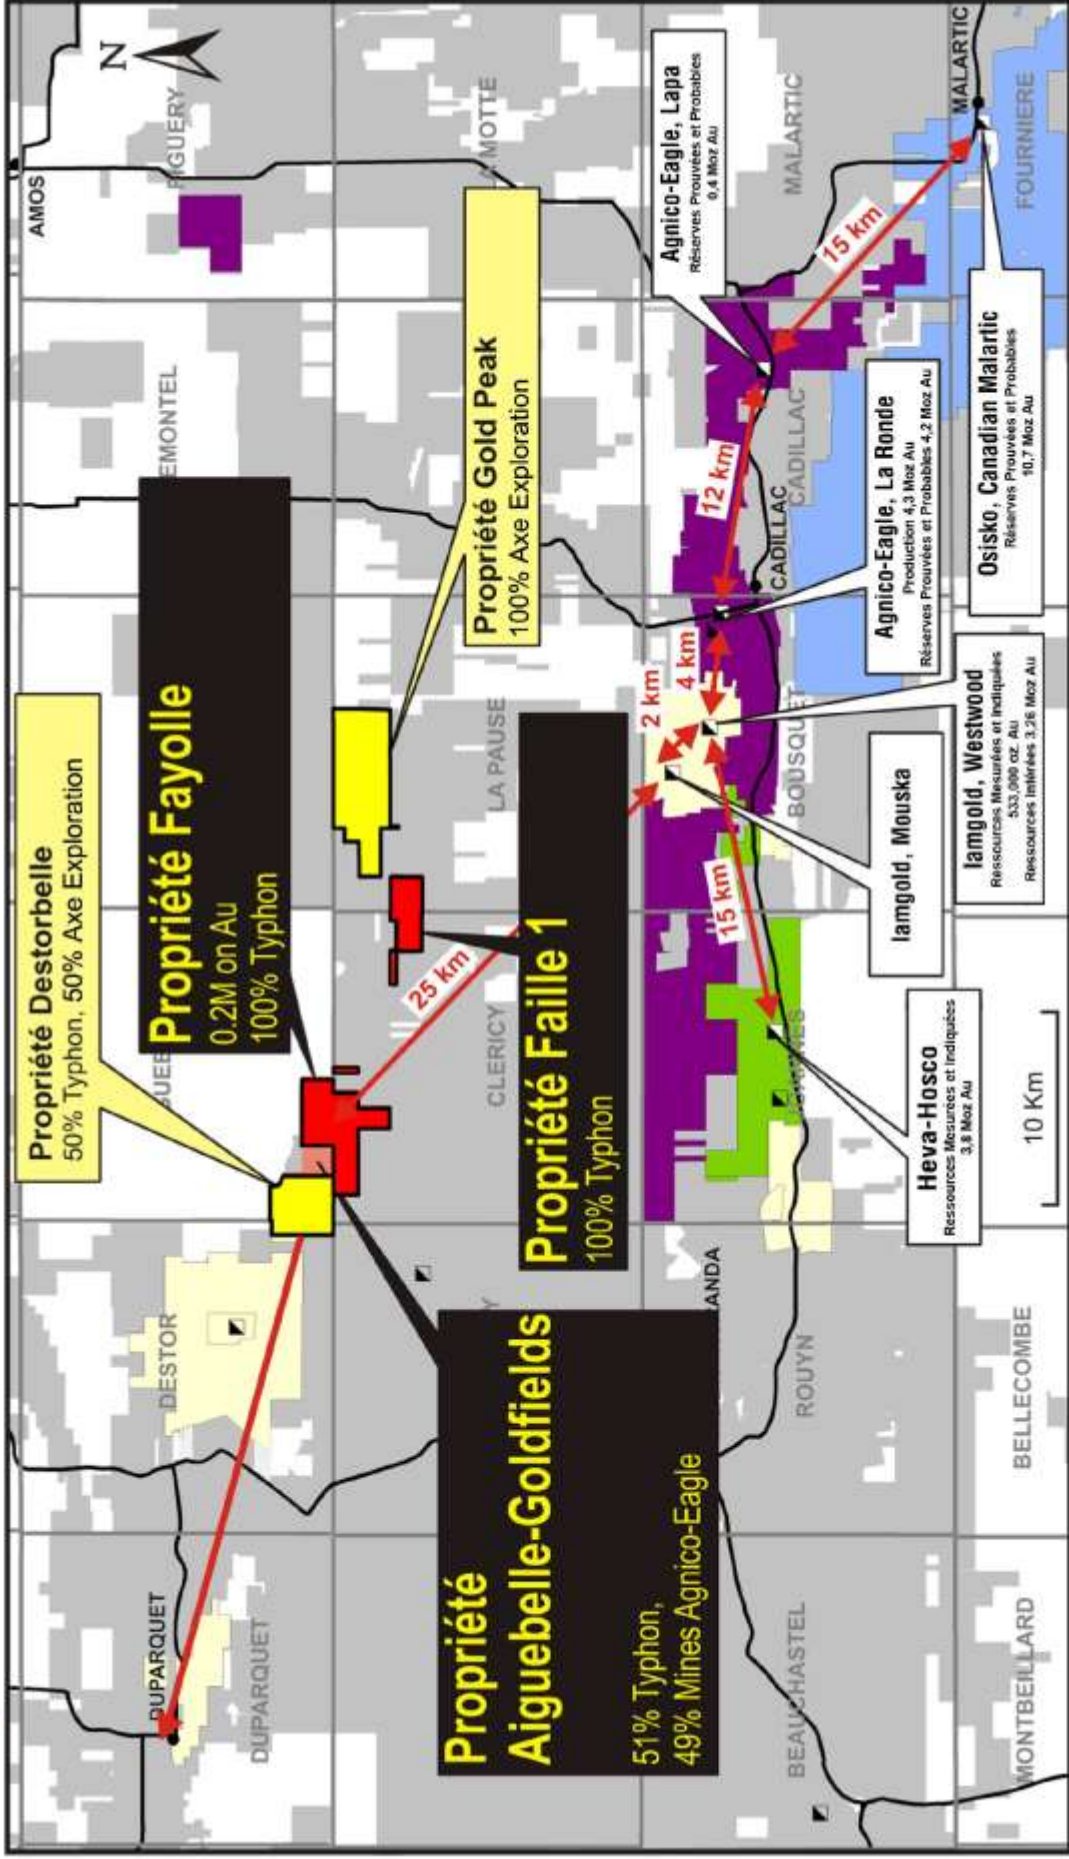 AMOS
N
FIGUERY
MOTTE
EMONTEL
Propriété Destorbelle
50% Typhon, 50% Axe Exploration
Propriété Fayolle
0.2M on Au
100% Typhon
Propriété Gold Peak
100% Axe Exploration
DESTOR
DUPARQUET
DUPARQUET
25 km
CLERICY
LA PAUSE
Propriété Faille 1
100% Typhon
Propriété
Aiguebelle-Goldfields
51% Typhon,
49% Mines Agnico-Eagle
ANDA
ROUYN
BEAUCHASTEL
MONTBEILLARD
BELLECOMBE
2 km
4 km
15 km
12 km
15 km
BOUSQUET
CADILLAC
CADILLAC
MALARTIC
MALARTIC
FOURNIERE
Agnico-Eagle, Lapa
Réserves Prouvées et Probables
0,4 Moz Au
Agnico-Eagle, La Ronde
Production 4,3 Moz Au
Réserves Prouvées et Probables 4,2 Moz Au
Osisko, Canadian Malartic
Réserves Prouvées et Probables
10,7 Moz Au
Iamgold, Mouska
Iamgold, Westwood
Ressources Mesurées et Indiquées
533,000 oz. Au
Ressources Inférées 3.26 Moz Au
Heva-Hosco
Ressources Mesurées et Indiquées
3,8 Moz Au
10 Km